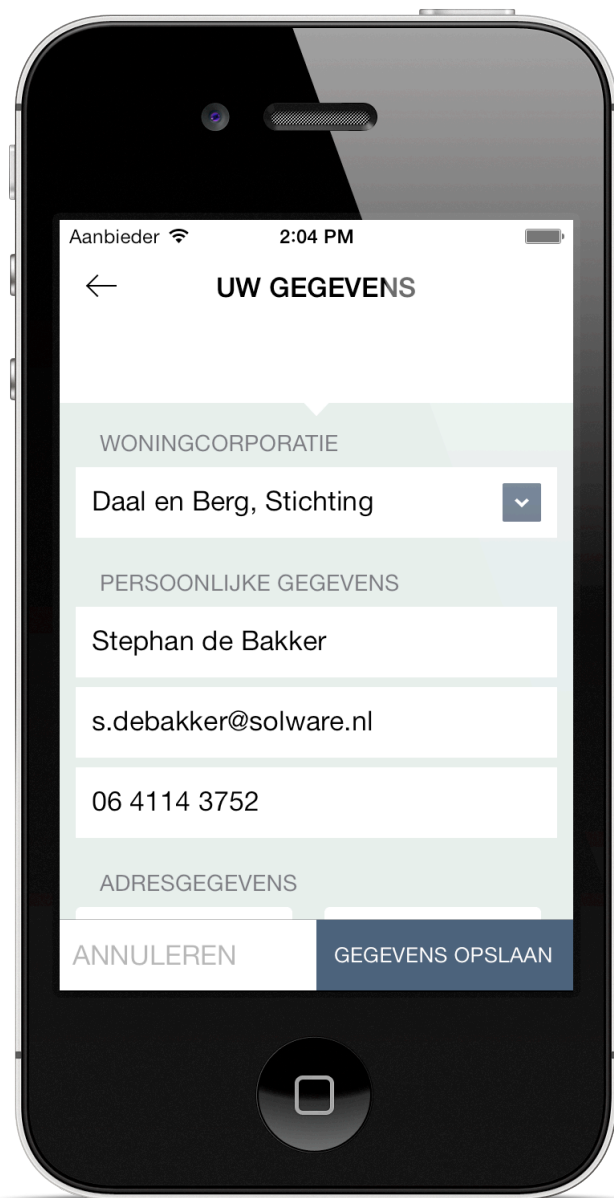 Aanbieder 2:04 PM
UW GEGEVENS
WONINGCORPORATIE
Daal en Berg, Stichting
PERSOONLIJKE GEGEVENS
Stephan de Bakker
s.debakker@solware.nl
06 4114 3752
ADRESGEGEVENS
ANNULEREN GEGEVENS OPSLAAN